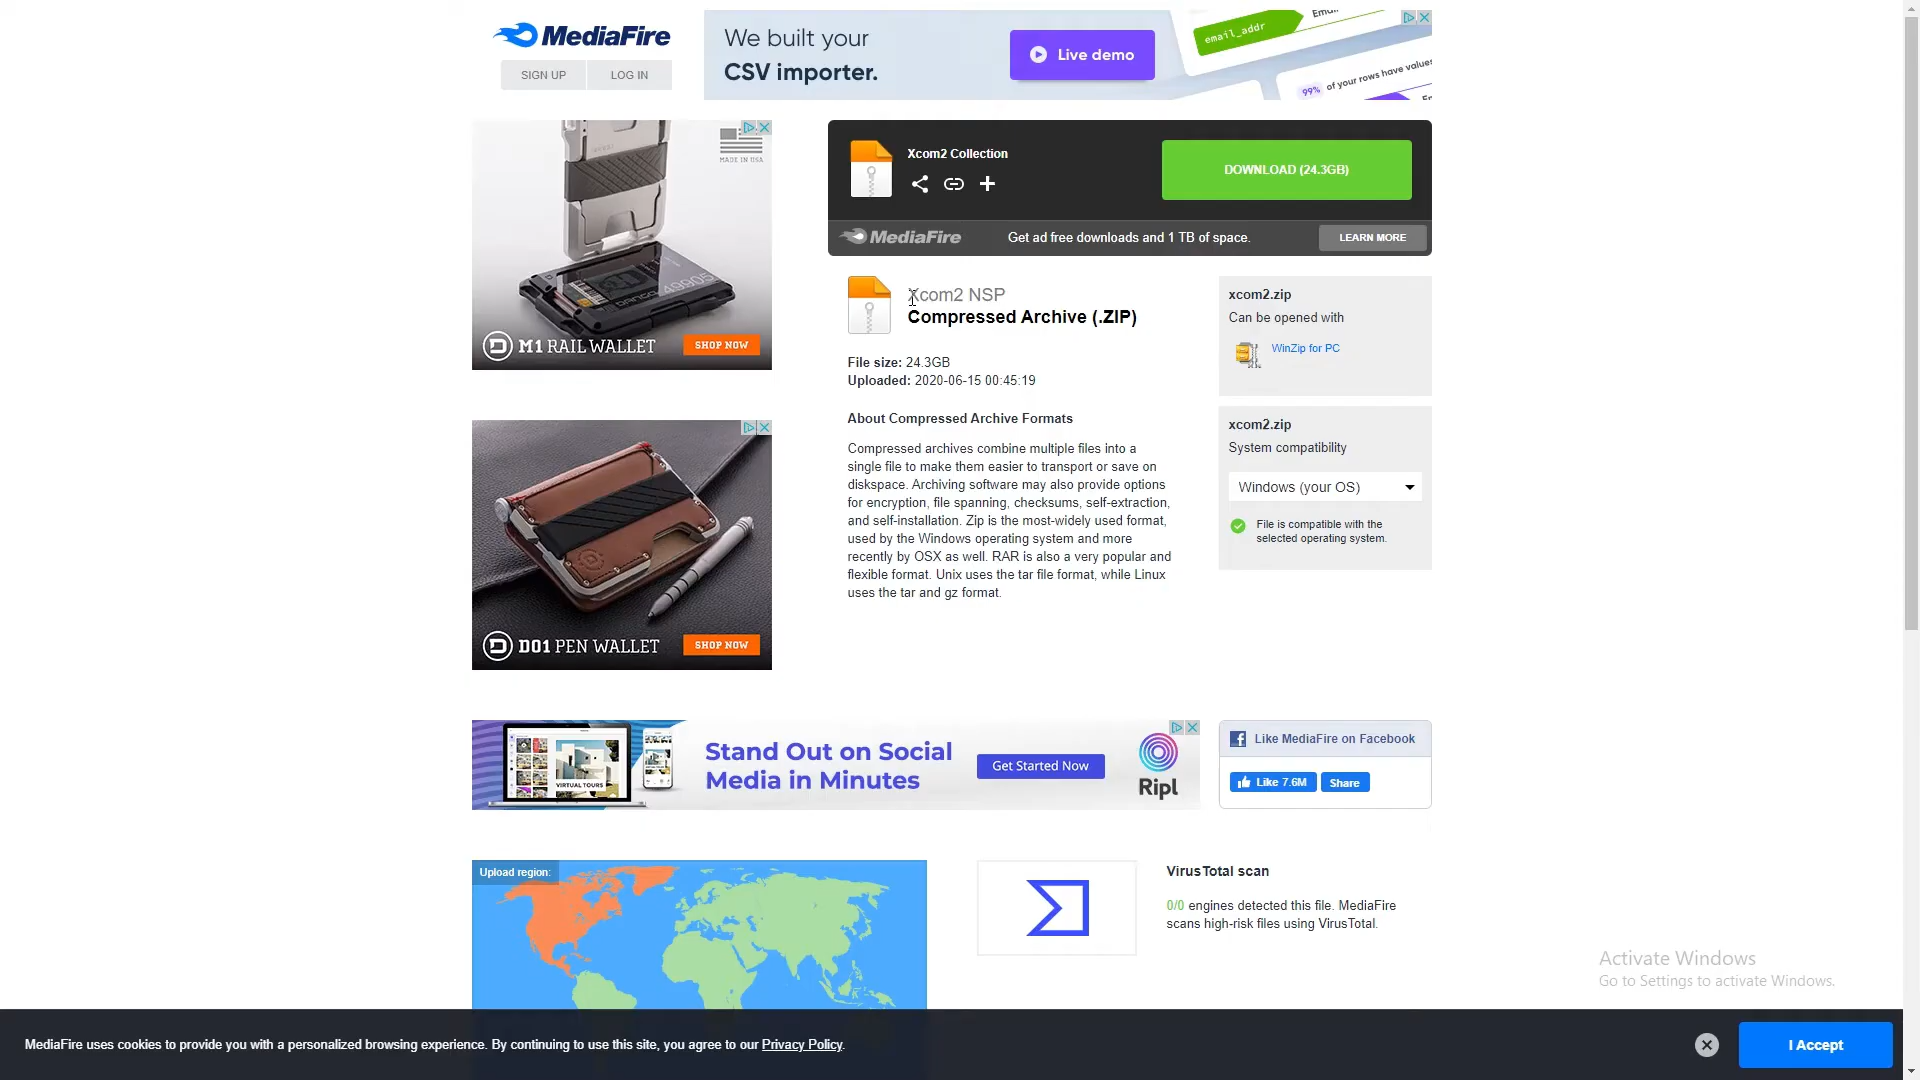 MediaFire
SIGN UP
LOG IN
We built your
CSV importer.
Live demo
email_addr
99% of your rows have values
MADE IN USA
M1 RAIL WALLET
SHOP NOW
Xcom2 Collection
DOWNLOAD (24.3GB)
MediaFire
Get ad free downloads and 1 TB of space.
LEARN MORE
Xcom2 NSP
Compressed Archive (.ZIP)
File size: 24.3GB
Uploaded: 2020-06-15 00:45:19
About Compressed Archive Formats
Compressed archives combine multiple files into a
single file to make them easier to transport or save on
diskspace. Archiving software may also provide options
for encryption, file spanning, checksums, self-extraction,
and self-installation. Zip is the most-widely used format,
used by the Windows operating system and more
recently by OSX as well. RAR is also a very popular and
flexible format. Unix uses the tar file format, while Linux
uses the tar and gz format.
xcom2.zip
Can be opened with
WinZip for PC
xcom2.zip
System compatibility
Windows (your OS)
File is compatible with the
selected operating system.
D01 PEN WALLET
SHOP NOW
VIRTUAL TOURS
Stand Out on Social
Media in Minutes
Get Started Now
Ripl
Like MediaFire on Facebook
Like 7.6M
Share
Upload region:
VirusTotal scan
0/0 engines detected this file. MediaFire
scans high-risk files using VirusTotal.
Activate Windows
Go to Settings to activate Windows.
MediaFire uses cookies to provide you with a personalized browsing experience. By continuing to use this site, you agree to our Privacy Policy.
I Accept